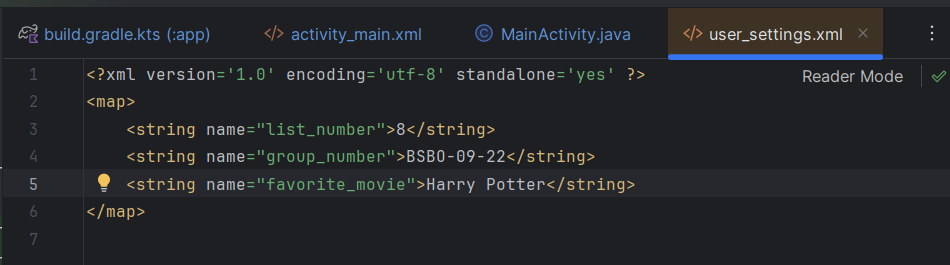 build.gradle.kts (:app) activity_main.xml MainActivity.java user_settings.xml
Reader Mode
1 <?xml version='1.0' encoding='utf-8' standalone='yes' ?>
2 <map>
3 <string name="list_number">8</string>
4 <string name="group_number">BSBO-09-22</string>
5 <string name="favorite_movie">Harry Potter</string>
6 </map>
7